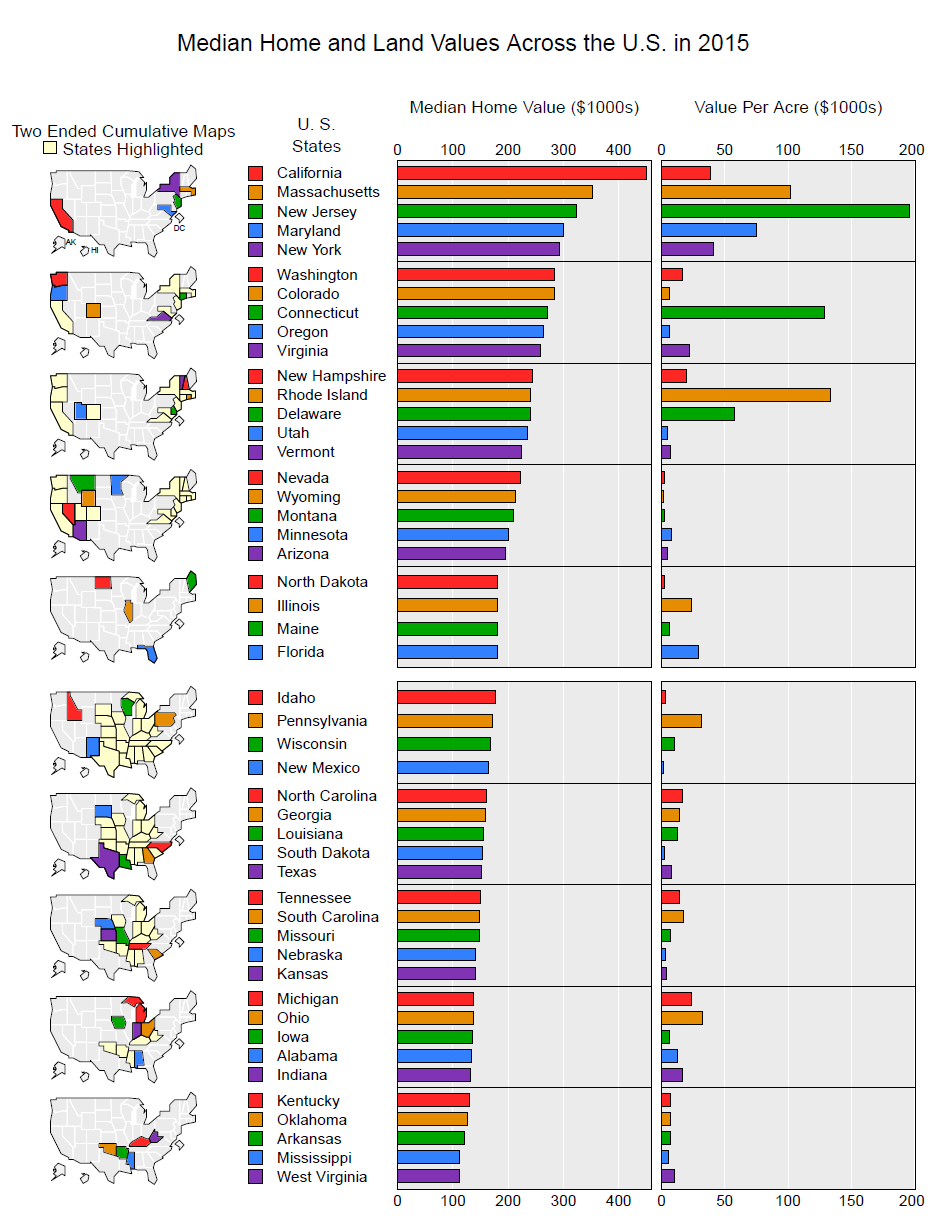 Median Home and Land Values Across the U.S. in 2015
Median Home Value ($1000s)
Value Per Acre ($1000s)
Two Ended Cumulative Maps
States Highlighted
U. S.
States
0 100 200 300 400
0 50 100 150 200
California
Massachusetts
New Jersey
Maryland
New York
DC
AK
HI
Washington
Colorado
Connecticut
Oregon
Virginia
New Hampshire
Rhode Island
Delaware
Utah
Vermont
Nevada
Wyoming
Montana
Minnesota
Arizona
North Dakota
Illinois
Maine
Florida
Idaho
Pennsylvania
Wisconsin
New Mexico
North Carolina
Georgia
Louisiana
South Dakota
Texas
Tennessee
South Carolina
Missouri
Nebraska
Kansas
Michigan
Ohio
Iowa
Alabama
Indiana
Kentucky
Oklahoma
Arkansas
Mississippi
West Virginia
0 100 200 300 400
0 50 100 150 200